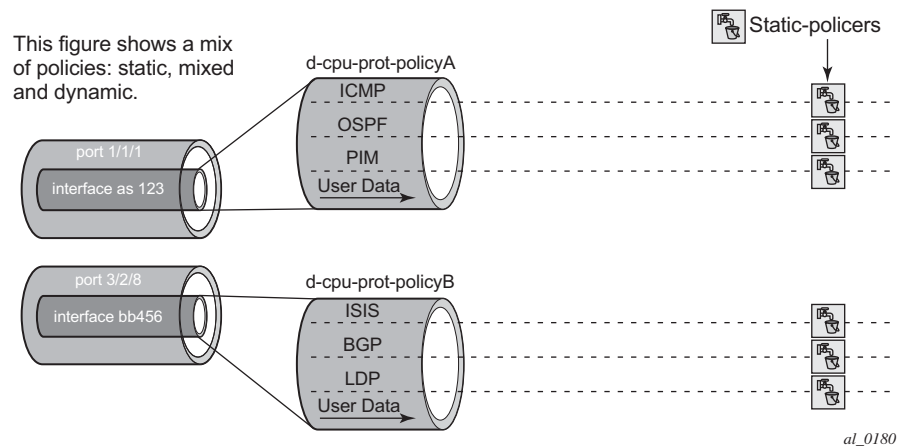 Static-policers
This figure shows a mix
of policies: static, mixed
and dynamic.
d-cpu-prot-policyA
ICMP
OSPF
PIM
User Data
port 1/1/1
interface as 123
d-cpu-prot-policyB
port 3/2/8
interface bb456
ISIS
BGP
LDP
User Data
al_0180